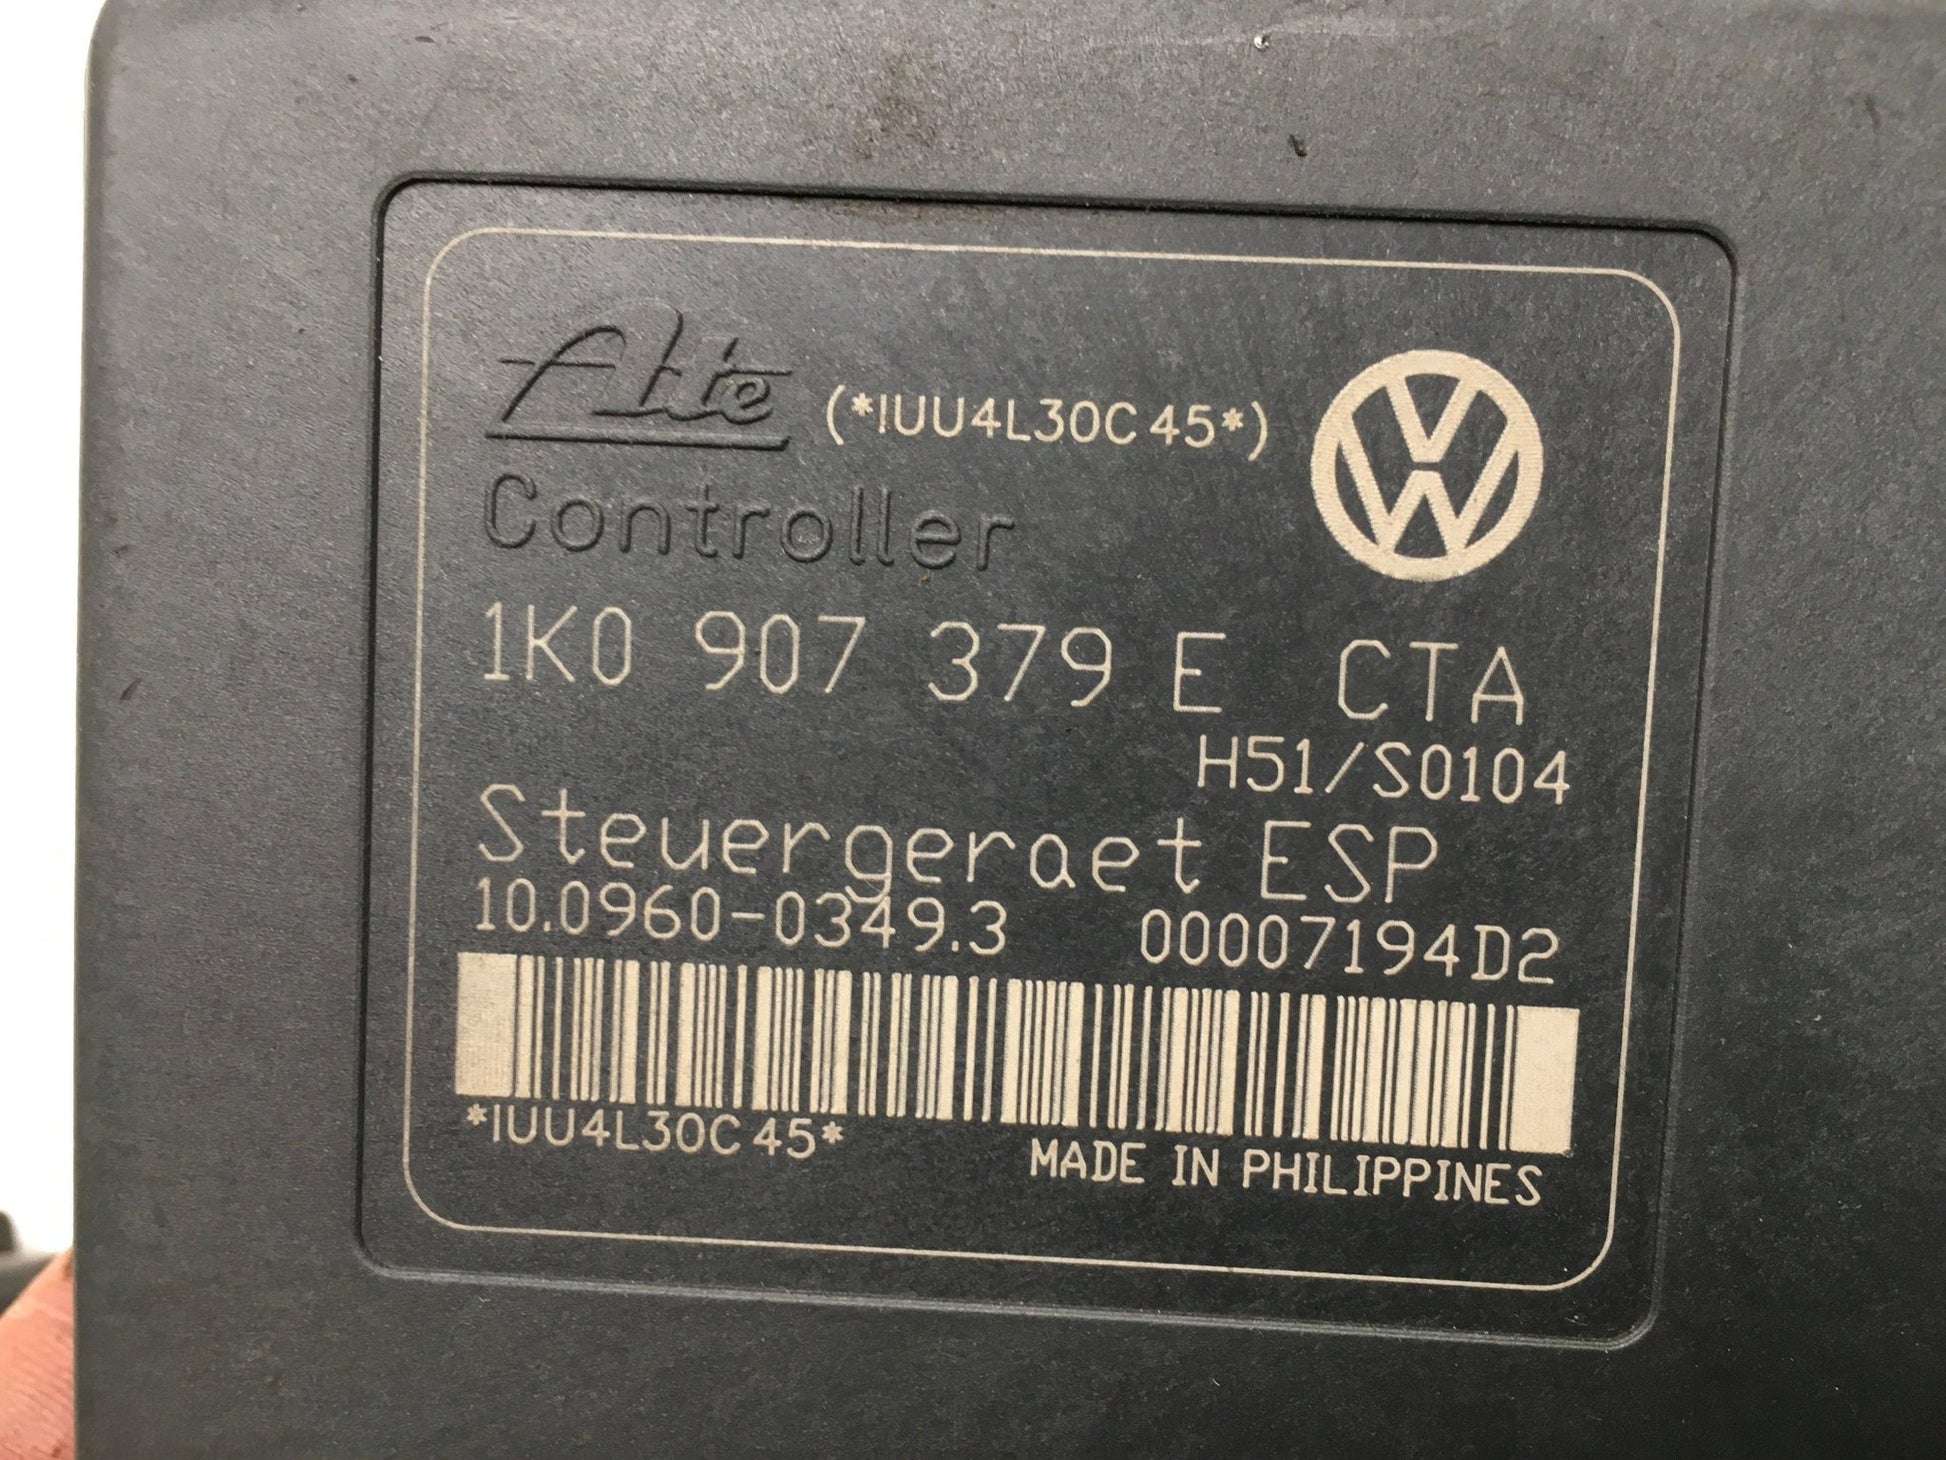 Ate (*IUU4L30C45*)
Controller
1K0 907 379 E CTA
H51/S0104
Steuergeraet ESP
10.0960-0349.3 00007194D2
*IUU4L30C45*
MADE IN PHILIPPINES